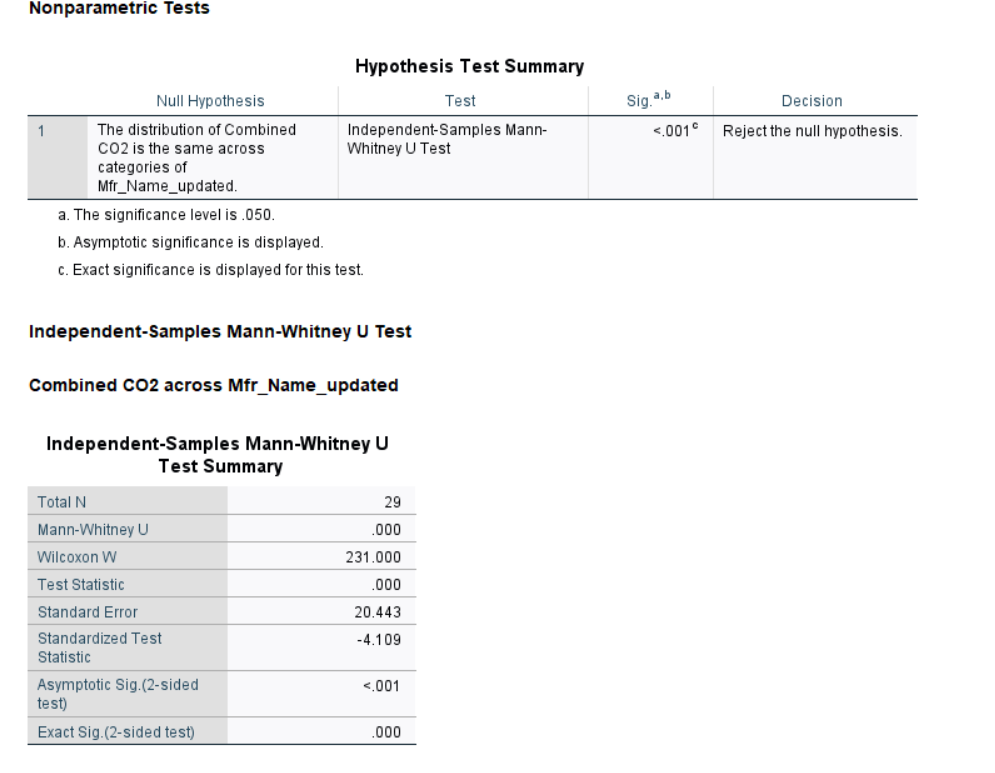 Nonparametric Tests
Hypothesis Test Summary
Null Hypothesis Test Sig.a,b Decision
1 The distribution of Combined Independent-Samples Mann- <.001c Reject the null hypothesis.
CO2 is the same across Whitney U Test
categories of
Mfr_Name_updated.
a. The significance level is .050.
b. Asymptotic significance is displayed.
c. Exact significance is displayed for this test.
Independent-Samples Mann-Whitney U Test
Combined CO2 across Mfr_Name_updated
Independent-Samples Mann-Whitney U
Test Summary
Total N 29
Mann-Whitney U .000
Wilcoxon W 231.000
Test Statistic .000
Standard Error 20.443
Standardized Test -4.109
Statistic
Asymptotic Sig.(2-sided <.001
test)
Exact Sig.(2-sided test) .000